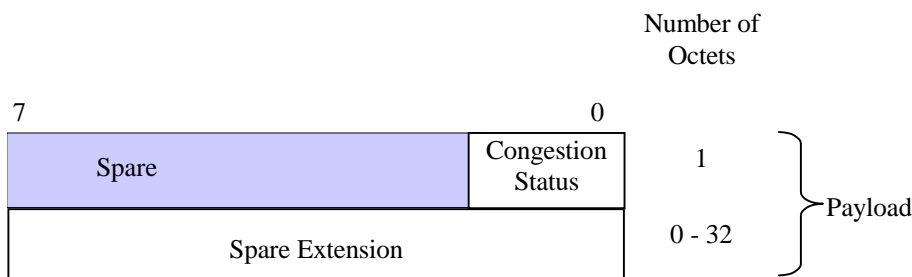 Number of
Octets
7
0
Spare
Congestion
Status
1
Payload
Spare Extension
0 - 32